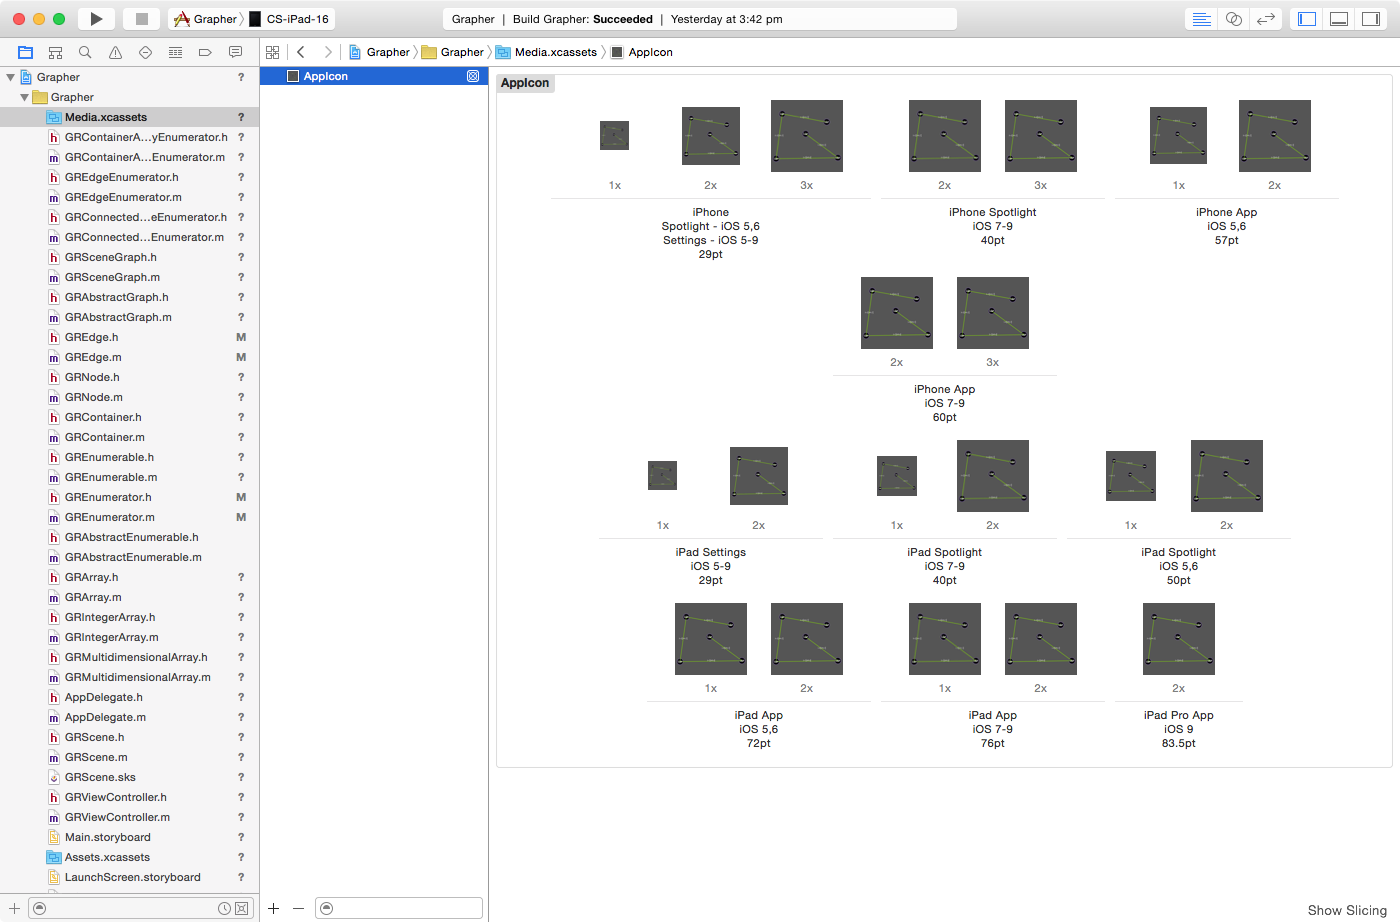 Grapher  CS-iPad-16
Grapher | Build Grapher: Succeeded | Yesterday at 3:42 pm
Grapher  Grapher  Media.xcassets  AppIcon
Grapher ?
Grapher
Media.xcassets ?
GRContainerA...yEnumerator.h ?
GRContainerA...Enumerator.m ?
GREdgeEnumerator.h ?
GREdgeEnumerator.m ?
GRConnected...eEnumerator.h ?
GRConnected...Enumerator.m ?
GRSceneGraph.h ?
GRSceneGraph.m ?
GRAbstractGraph.h ?
GRAbstractGraph.m ?
GREdge.h M
GREdge.m M
GRNode.h ?
GRNode.m ?
GRContainer.h ?
GRContainer.m ?
GREnumerable.h ?
GREnumerable.m ?
GREnumerator.h M
GREnumerator.m M
GRAbstractEnumerable.h
GRAbstractEnumerable.m
GRArray.h ?
GRArray.m ?
GRIntegerArray.h ?
GRIntegerArray.m ?
GRMultidimensionalArray.h ?
GRMultidimensionalArray.m ?
AppDelegate.h ?
AppDelegate.m ?
GRScene.h ?
GRScene.m ?
GRScene.sks ?
GRViewController.h ?
GRViewController.m ?
Main.storyboard ?
Assets.xcassets ?
LaunchScreen.storyboard ?
AppIcon
AppIcon
1x 2x 3x
iPhone
Spotlight - iOS 5,6
Settings - iOS 5-9
29pt
2x 3x
iPhone Spotlight
iOS 7-9
40pt
1x 2x
iPhone App
iOS 5,6
57pt
2x 3x
iPhone App
iOS 7-9
60pt
1x 2x
iPad Settings
iOS 5-9
29pt
1x 2x
iPad Spotlight
iOS 7-9
40pt
1x 2x
iPad Spotlight
iOS 5,6
50pt
1x 2x
iPad App
iOS 5,6
72pt
1x 2x
iPad App
iOS 7-9
76pt
2x
iPad Pro App
iOS 9
83.5pt
Show Slicing